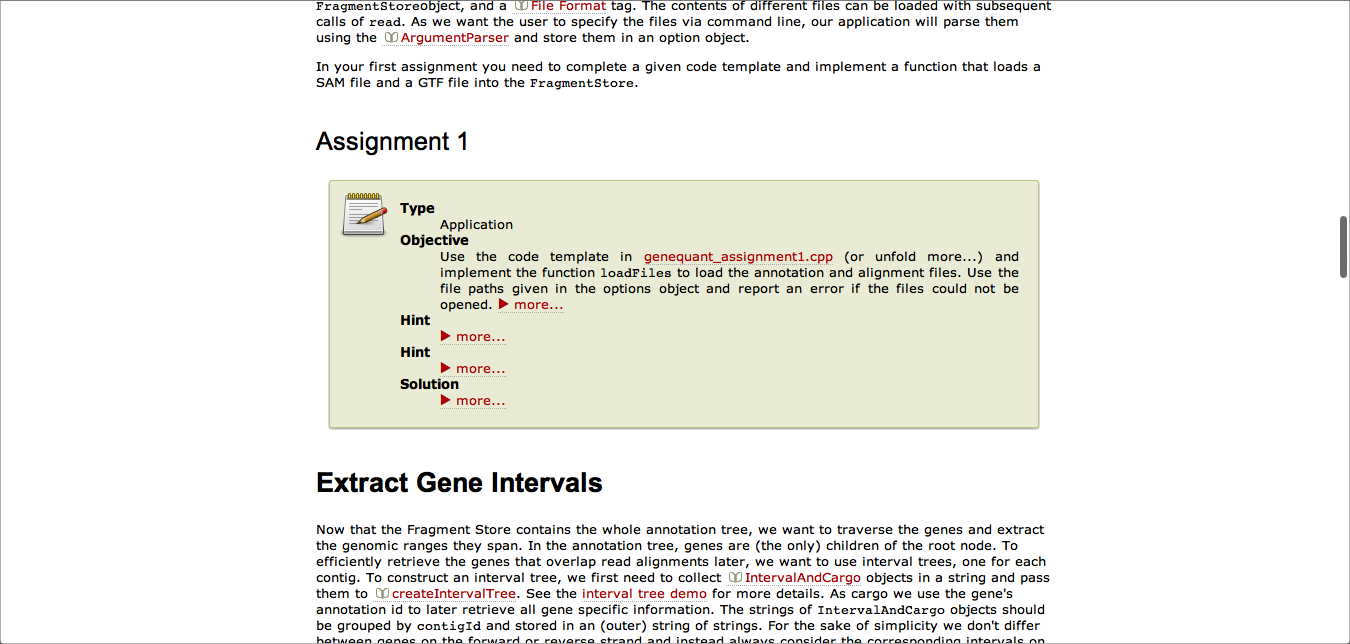 FragmentStoreobject, and a File Format tag. The contents of different files can be loaded with subsequent
calls of read. As we want the user to specify the files via command line, our application will parse them
using the ArgumentParser and store them in an option object.
In your first assignment you need to complete a given code template and implement a function that loads a
SAM file and a GTF file into the FragmentStore.
Assignment 1
Type
Application
Objective
Use the code template in genequant_assignment1.cpp (or unfold more...) and
implement the function loadFiles to load the annotation and alignment files. Use the
file paths given in the options object and report an error if the files could not be
opened. more...
Hint
more...
Hint
more...
Solution
more...
Extract Gene Intervals
Now that the Fragment Store contains the whole annotation tree, we want to traverse the genes and extract
the genomic ranges they span. In the annotation tree, genes are (the only) children of the root node. To
efficiently retrieve the genes that overlap read alignments later, we want to use interval trees, one for each
contig. To construct an interval tree, we first need to collect IntervalAndCargo objects in a string and pass
them to createIntervalTree. See the interval tree demo for more details. As cargo we use the gene's
annotation id to later retrieve all gene specific information. The strings of IntervalAndCargo objects should
be grouped by contigId and stored in an (outer) string of strings. For the sake of simplicity we don't differ
between genes on the forward or reverse strand and instead always consider the corresponding intervals on